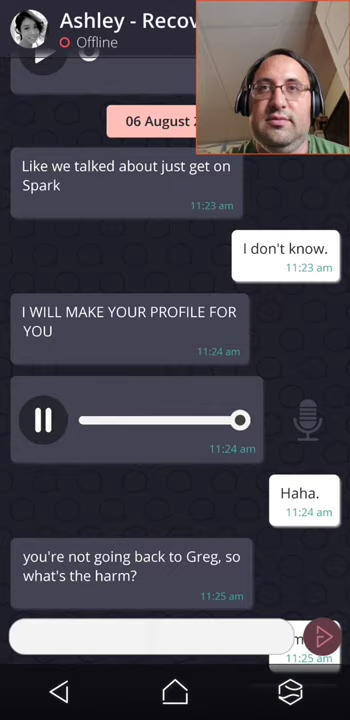 Ashley - Recov
Offline
06 August
Like we talked about just get on
Spark
11:23 am
I don't know.
11:23 am
I WILL MAKE YOUR PROFILE FOR
YOU
11:24 am
11:24 am
Haha.
11:24 am
you're not going back to Greg, so
what's the harm?
11:25 am
11:25 am